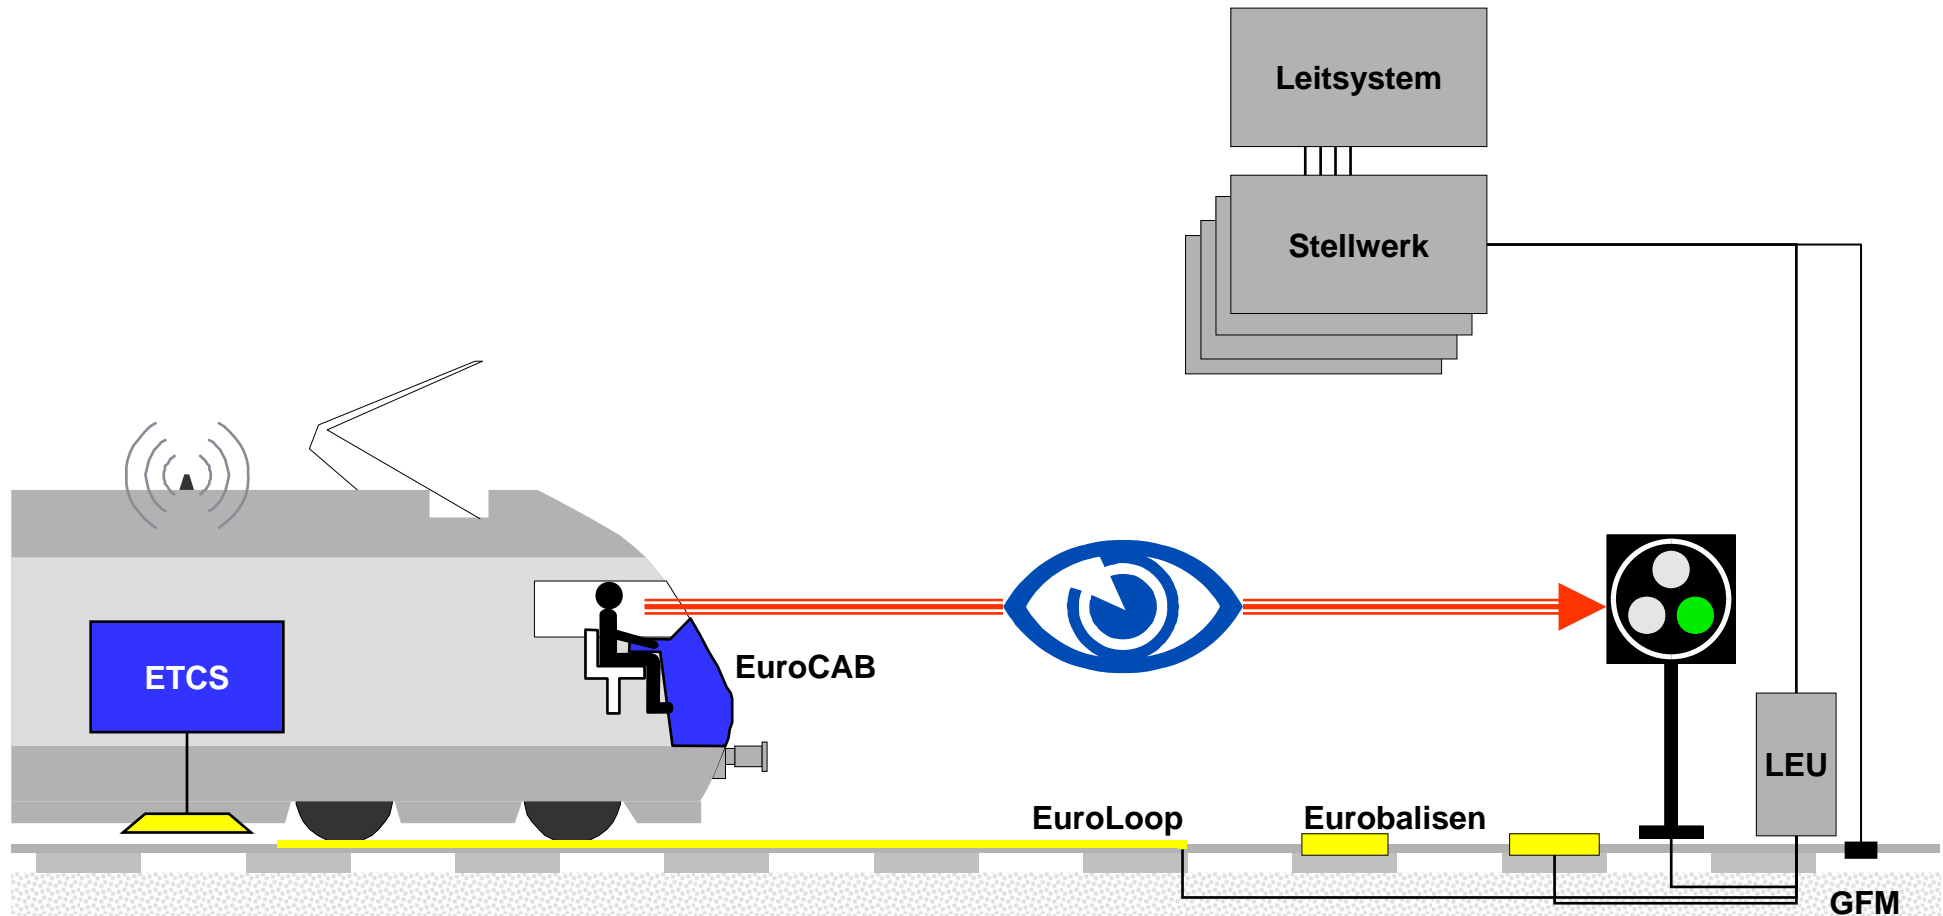 Leitsystem
Stellwerk
EuroCAB
ETCS
LEU
EuroLoop
Eurobalisen
GFM